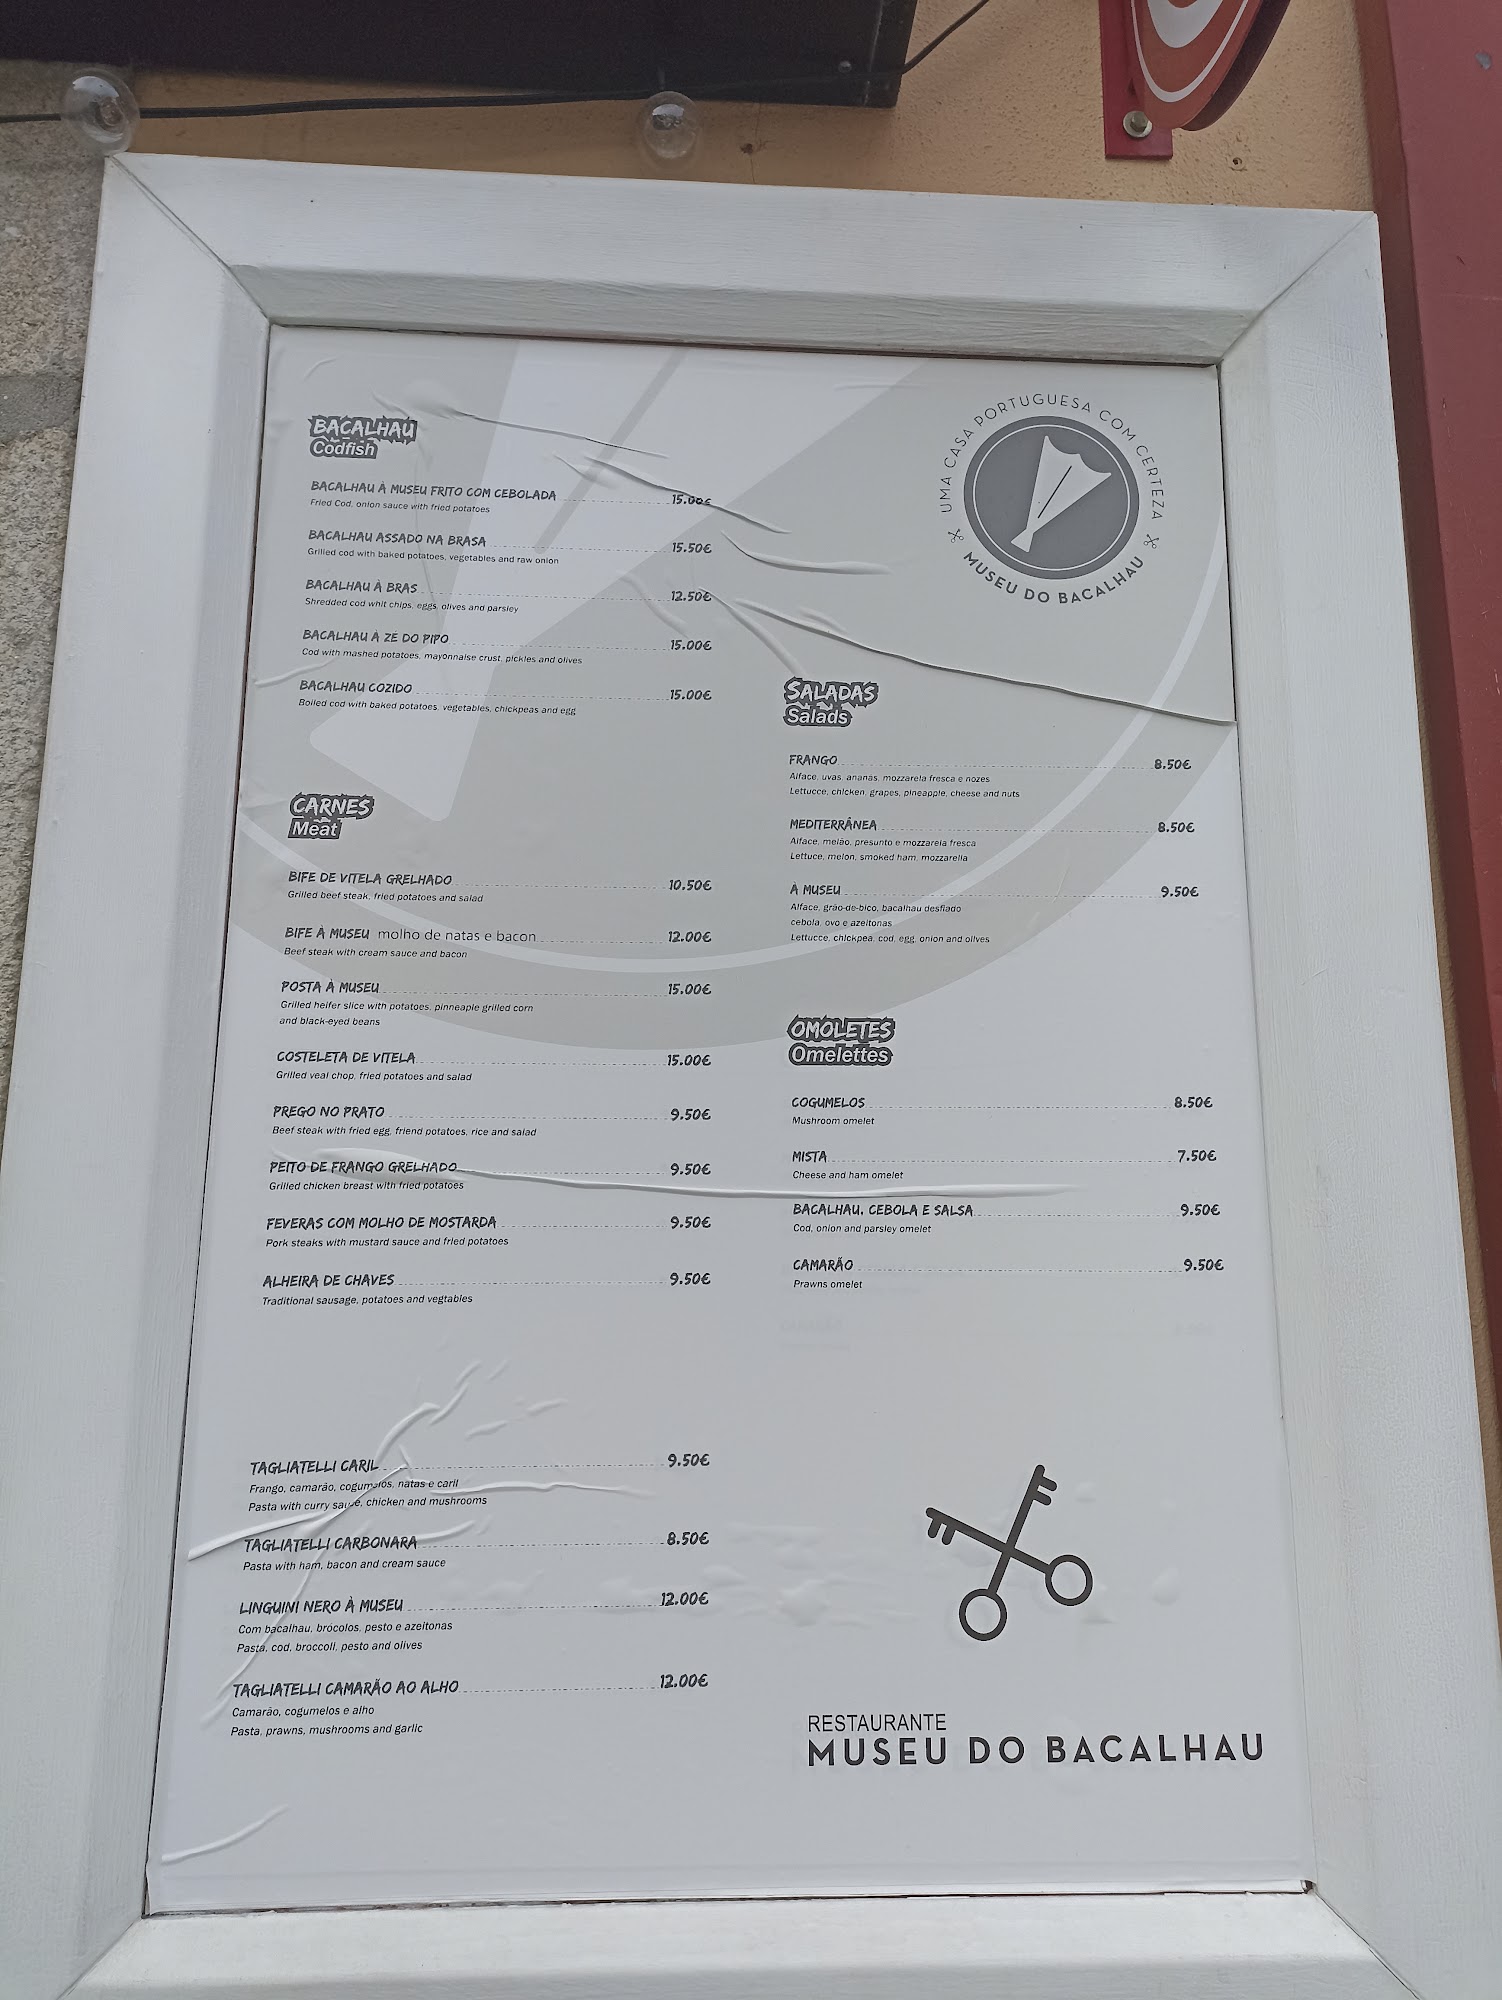 BACALHAU
Codfish
BACALHAU À MUSEU FRITO COM CEBOLADA 15.00€
Fried Cod, onion sauce with fried potatoes
BACALHAU ASSADO NA BRASA 15.50€
Grilled cod with baked potatoes, vegetables and raw onion
BACALHAU À BRAS 12.50€
Shredded cod whit chips, eggs, olives and parsley
BACALHAU À ZÉ DO PIPO 15.00€
Cod with mashed potatoes, mayonnaise crust, pickles and olives
BACALHAU COZIDO 15.00€
Boiled cod with baked potatoes, vegetables, chickpeas and egg
CARNES
Meat
BIFE DE VITELA GRELHADO 10.50€
Grilled beef steak, fried potatoes and salad
BIFE À MUSEU molho de natas e bacon 12.00€
Beef steak with cream sauce and bacon
POSTA À MUSEU 15.00€
Grilled heifer slice with potatoes, pinneaple grilled corn
and black-eyed beans
COSTELETA DE VITELA 15.00€
Grilled veal chop, fried potatoes and salad
PREGO NO PRATO 9.50€
Beef steak with fried egg, friend potatoes, rice and salad
PEITO DE FRANGO GRELHADO 9.50€
Grilled chicken breast with fried potatoes
FEVERAS COM MOLHO DE MOSTARDA 9.50€
Pork steaks with mustard sauce and fried potatoes
ALHEIRA DE CHAVES 9.50€
Traditional sausage, potatoes and vegtables
TAGLIATELLI CARIL 9.50€
Frango, camarão, cogumelos, natas e caril
Pasta with curry sauce, chicken and mushrooms
TAGLIATELLI CARBONARA 8.50€
Pasta with ham, bacon and cream sauce
LINGUINI NERO À MUSEU 12.00€
Com bacalhau, brócolos, pesto e azeitonas
Pasta, cod, broccoli, pesto and olives
TAGLIATELLI CAMARÃO AO ALHO 12.00€
Camarão, cogumelos e alho
Pasta, prawns, mushrooms and garlic
UMA CASA PORTUGUESA COM CERTEZA
MUSEU DO BACALHAU
SALADAS
Salads
FRANGO 8.50€
Alface, uvas, ananas, mozzarela fresca e nozes
Lettucce, chicken, grapes, pineapple, cheese and nuts
MEDITERRÂNEA 8.50€
Alface, melão, presunto e mozzarela fresca
Lettuce, melon, smoked ham, mozzarella
À MUSEU 9.50€
Alface, grão-de-bico, bacalhau desfiado
cebola, ovo e azeitonas
Lettucce, chickpea, cod, egg, onion and olives
OMOLETES
Omelettes
COGUMELOS 8.50€
Mushroom omelet
MISTA 7.50€
Cheese and ham omelet
BACALHAU, CEBOLA E SALSA 9.50€
Cod, onion and parsley omelet
CAMARÃO 9.50€
Prawns omelet
RESTAURANTE
MUSEU DO BACALHAU